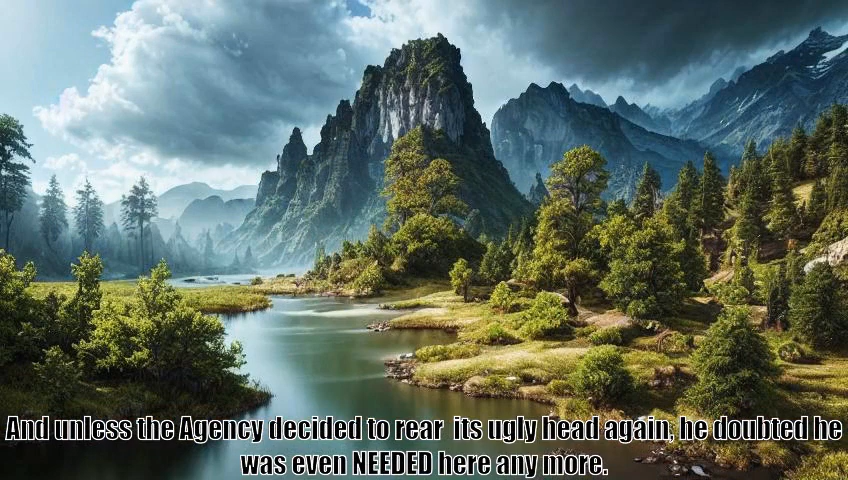 And unless the Agency decided to rear  its ugly head again, he doubted he
was even NEEDED here any more.